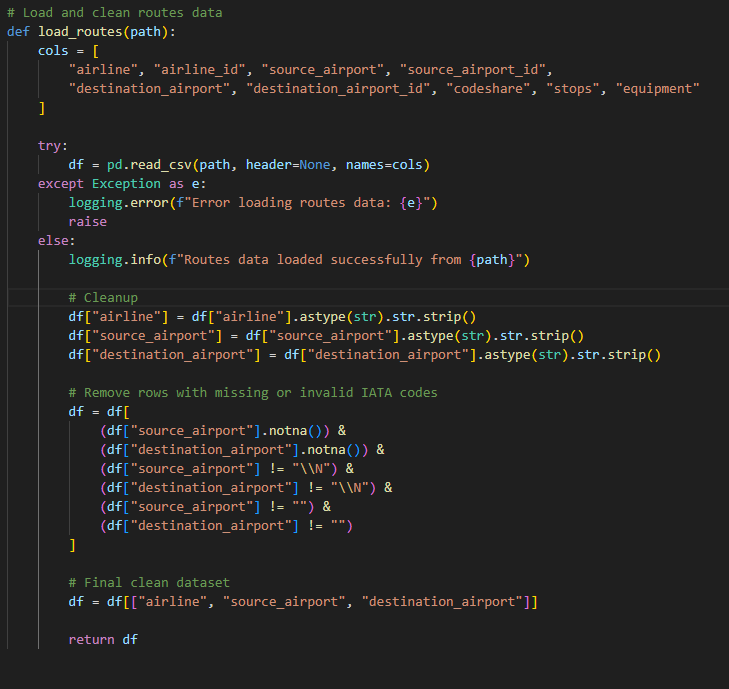 # Load and clean routes data
def load_routes(path):
    cols = [
        "airline", "airline_id", "source_airport", "source_airport_id",
        "destination_airport", "destination_airport_id", "codeshare", "stops", "equipment"
    ]
    try:
        df = pd.read_csv(path, header=None, names=cols)
    except Exception as e:
        logging.error(f"Error loading routes data: {e}")
        raise
    else:
        logging.info(f"Routes data loaded successfully from {path}")
        # Cleanup
        df["airline"] = df["airline"].astype(str).str.strip()
        df["source_airport"] = df["source_airport"].astype(str).str.strip()
        df["destination_airport"] = df["destination_airport"].astype(str).str.strip()
        # Remove rows with missing or invalid IATA codes
        df = df[
            (df["source_airport"].notna()) &
            (df["destination_airport"].notna()) &
            (df["source_airport"] != "\\N") &
            (df["destination_airport"] != "\\N") &
            (df["source_airport"] != "") &
            (df["destination_airport"] != "")
        ]
        # Final clean dataset
        df = df[["airline", "source_airport", "destination_airport"]]
        return df